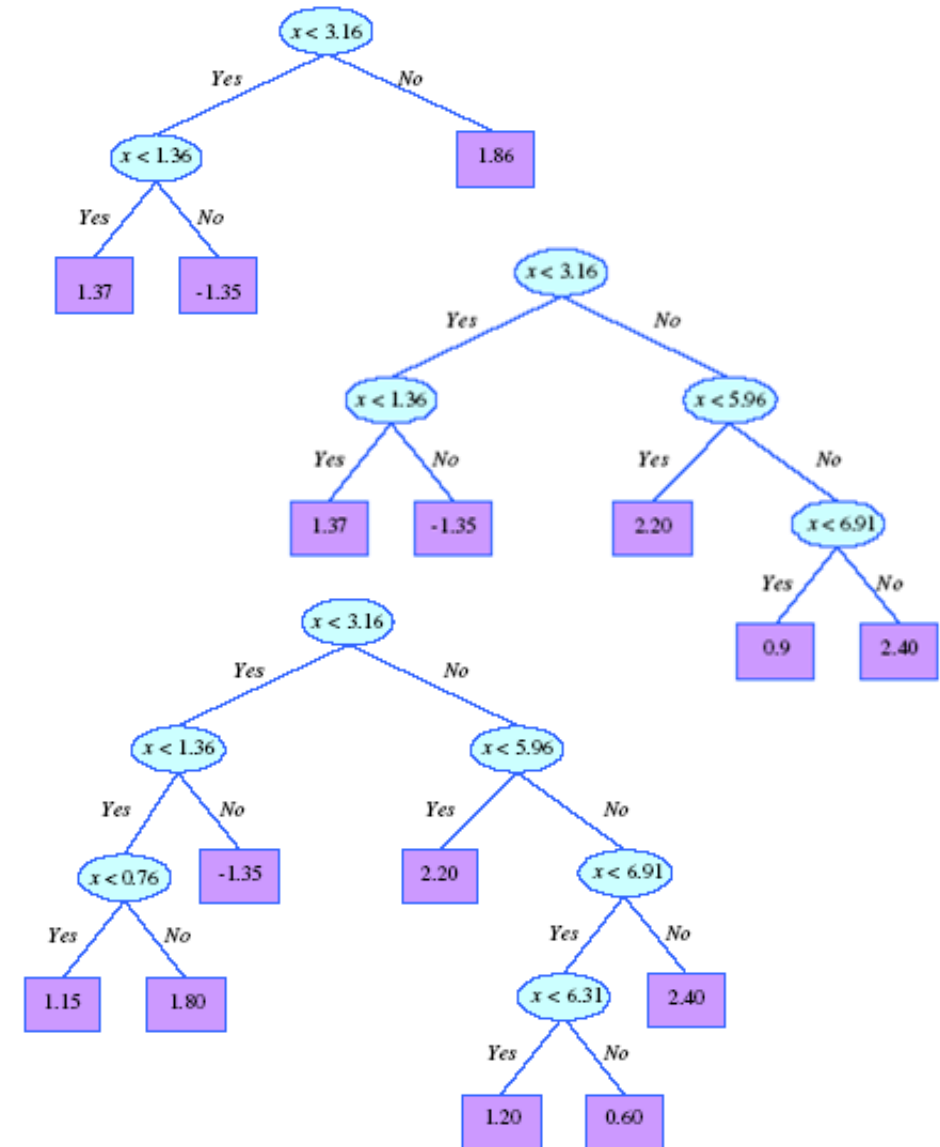 x < 3.16
Yes No
x < 1.36 1.86
Yes No
1.37 -1.35
x < 3.16
Yes No
x < 1.36 x < 5.96
Yes No Yes No
1.37 -1.35 2.20 x < 6.91
Yes No
0.9 2.40
x < 3.16
Yes No
x < 1.36 x < 5.96
Yes No Yes No
x < 0.76 -1.35 2.20 x < 6.91
Yes No Yes No
1.15 1.80 x < 6.31 2.40
Yes No
1.20 0.60